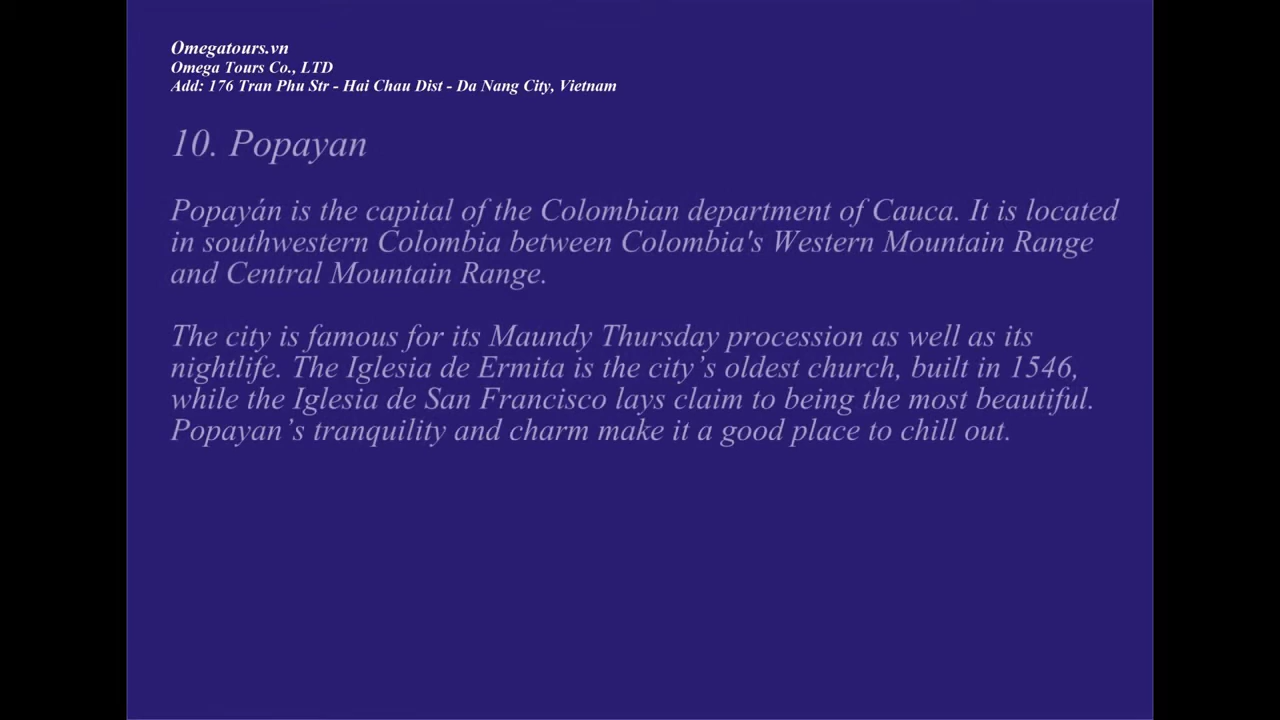 Omegatours.vn
Omega Tours Co., LTD
Add: 176 Tran Phu Str - Hai Chau Dist - Da Nang City, Vietnam
10. Popayan
Popayán is the capital of the Colombian department of Cauca. It is located
in southwestern Colombia between Colombia's Western Mountain Range
and Central Mountain Range.
The city is famous for its Maundy Thursday procession as well as its
nightlife. The Iglesia de Ermita is the city’s oldest church, built in 1546,
while the Iglesia de San Francisco lays claim to being the most beautiful.
Popayan’s tranquility and charm make it a good place to chill out.